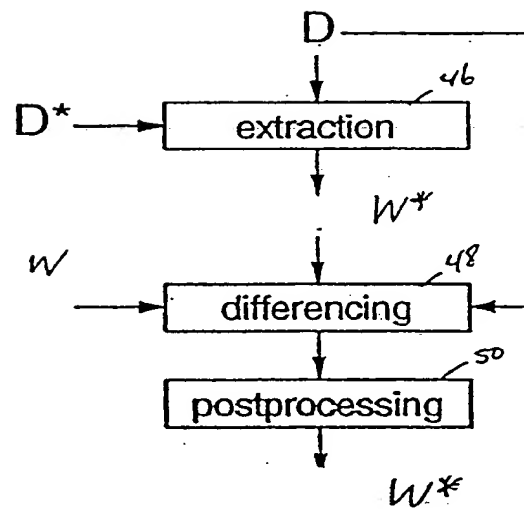 D
46
D*
extraction
W*
W
48
differencing
50
postprocessing
W*